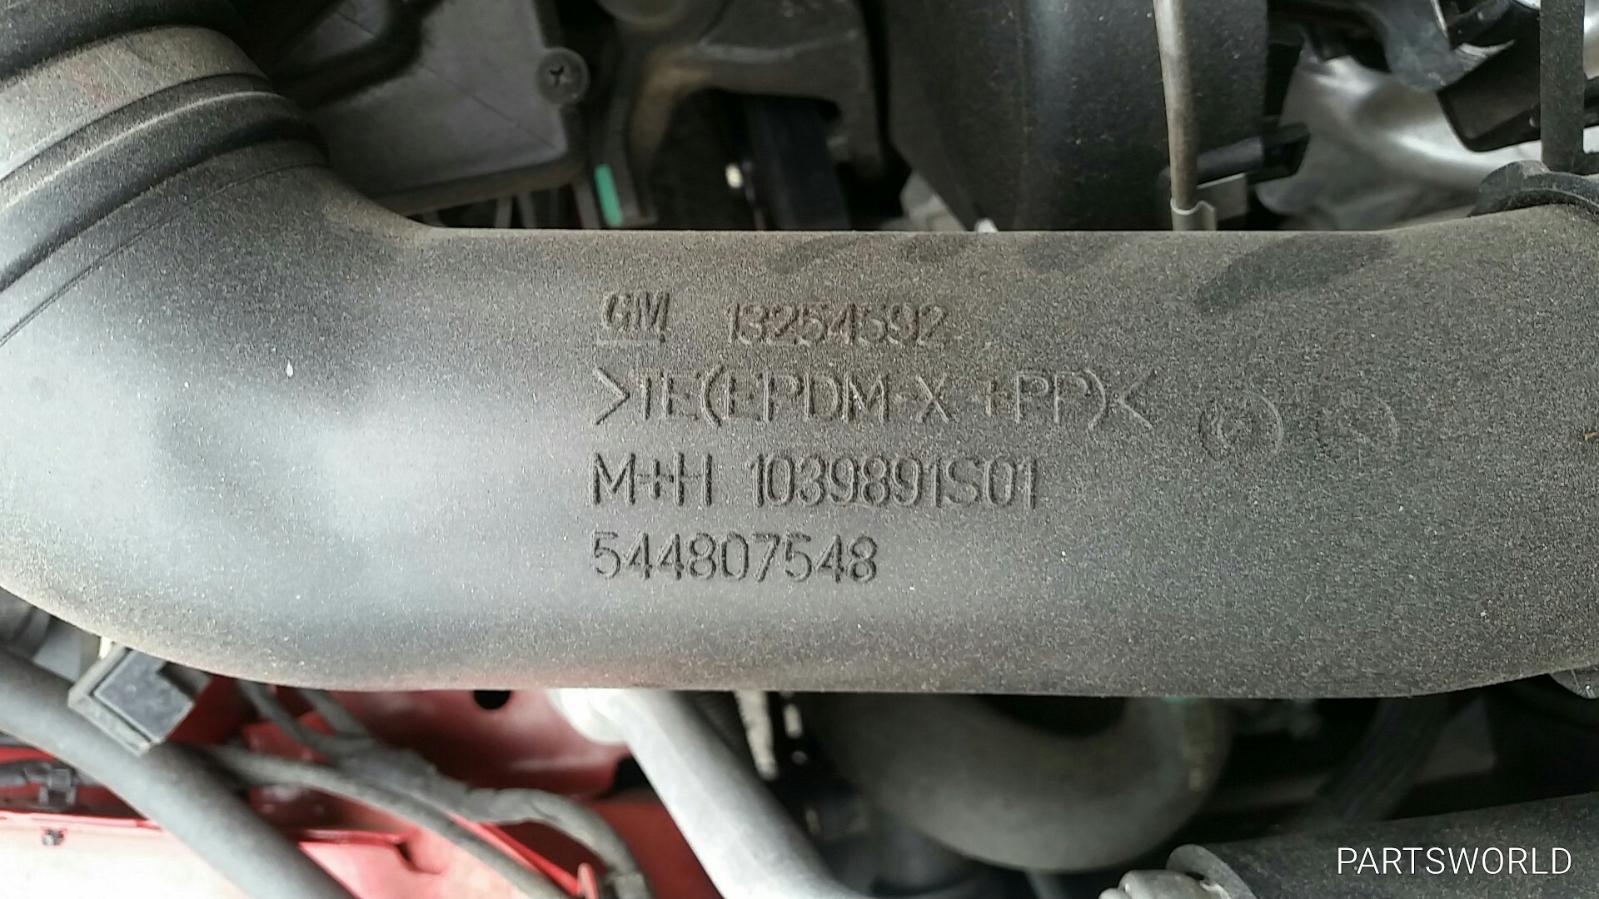 GM 13254592
>TE(EPDM-X +PP)<
M+H 1039891S01
544807548
PARTSWORLD